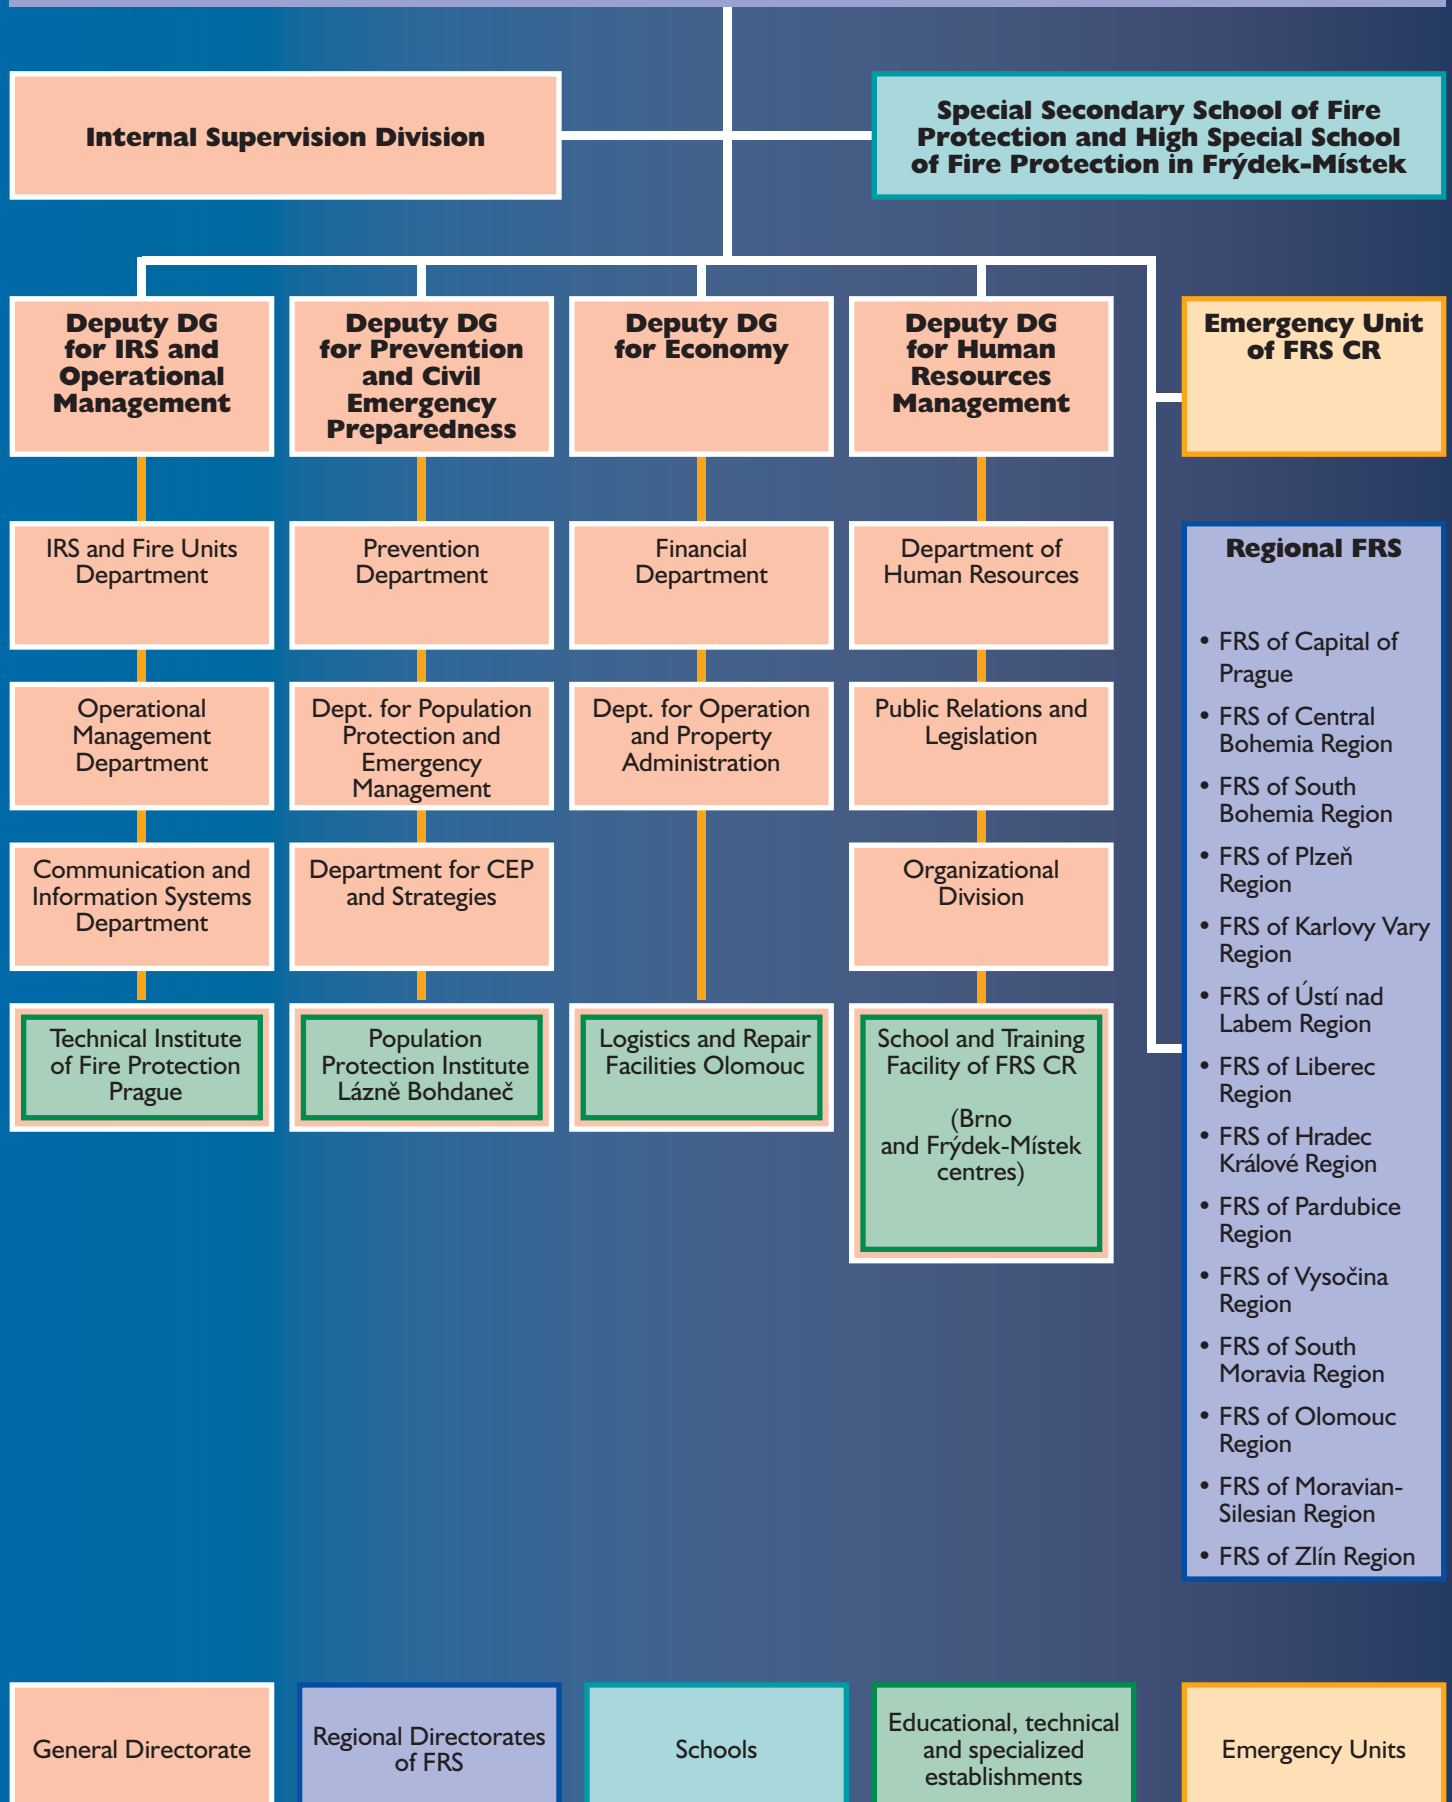 Internal Supervision Division
Special Secondary School of Fire
Protection and High Special School
of Fire Protection in Frýdek-Místek
Deputy DG
for IRS and
Operational
Management
Deputy DG
for Prevention
and Civil
Emergency
Preparedness
Deputy DG
for Economy
Deputy DG
for Human
Resources
Management
Emergency Unit
of FRS CR
IRS and Fire Units
Department
Prevention
Department
Financial
Department
Department of
Human Resources
Operational
Management
Department
Dept. for Population
Protection and
Emergency
Management
Dept. for Operation
and Property
Administration
Public Relations and
Legislation
Communication and
Information Systems
Department
Department for CEP
and Strategies
Organizational
Division
Technical Institute
of Fire Protection
Prague
Population
Protection Institute
Lázně Bohdaneč
Logistics and Repair
Facilities Olomouc
School and Training
Facility of FRS CR
(Brno
and Frýdek-Místek
centres)
Regional FRS
• FRS of Capital of
Prague
• FRS of Central
Bohemia Region
• FRS of South
Bohemia Region
• FRS of Plzeň
Region
• FRS of Karlovy Vary
Region
• FRS of Ústí nad
Labem Region
• FRS of Liberec
Region
• FRS of Hradec
Králové Region
• FRS of Pardubice
Region
• FRS of Vysočina
Region
• FRS of South
Moravia Region
• FRS of Olomouc
Region
• FRS of Moravian-
Silesian Region
• FRS of Zlín Region
General Directorate
Regional Directorates
of FRS
Schools
Educational, technical
and specialized
establishments
Emergency Units